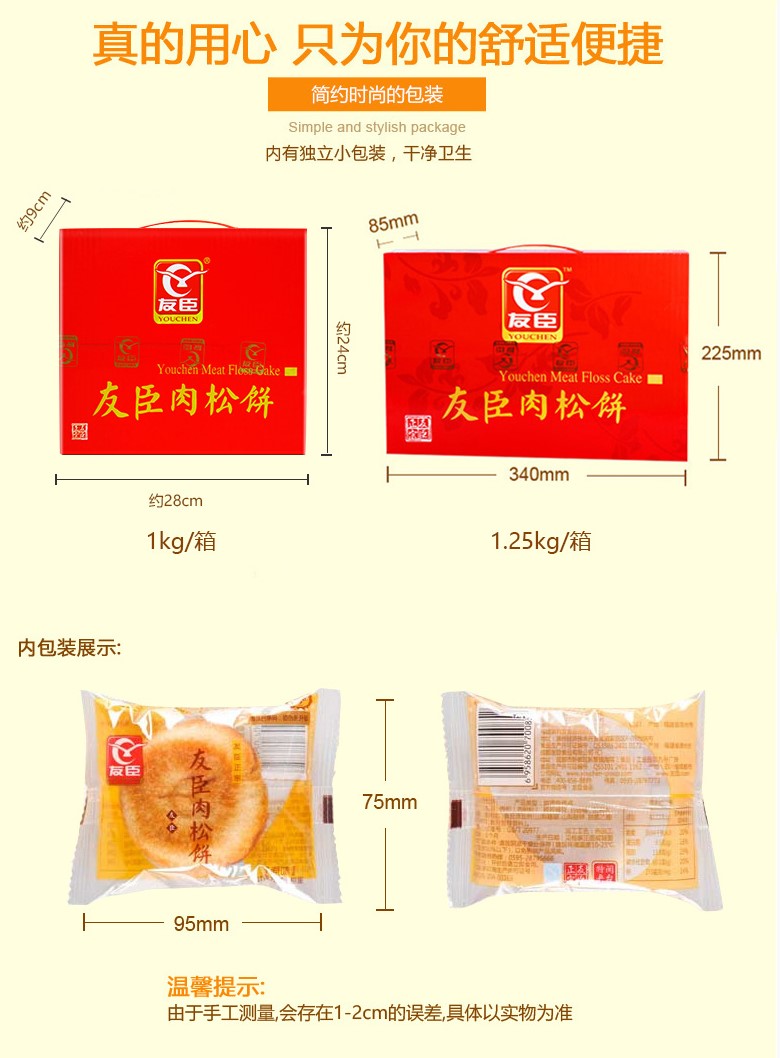 真的用心 只为你的舒适便捷
简约时尚的包装
Simple and stylish package
内有独立小包装，干净卫生
约9cm
85mm
友臣
YOUCHEN
®
友臣
YOUCHEN
TM
约24cm
225mm
Youchen Meat Floss Cake
友臣肉松饼
Youchen Meat Floss Cake
友臣肉松饼
340mm
约28cm
1kg/箱
1.25kg/箱
内包装展示:
友臣
友臣肉松饼
友臣
75mm
95mm
温馨提示:
由于手工测量,会存在1-2cm的误差,具体以实物为准